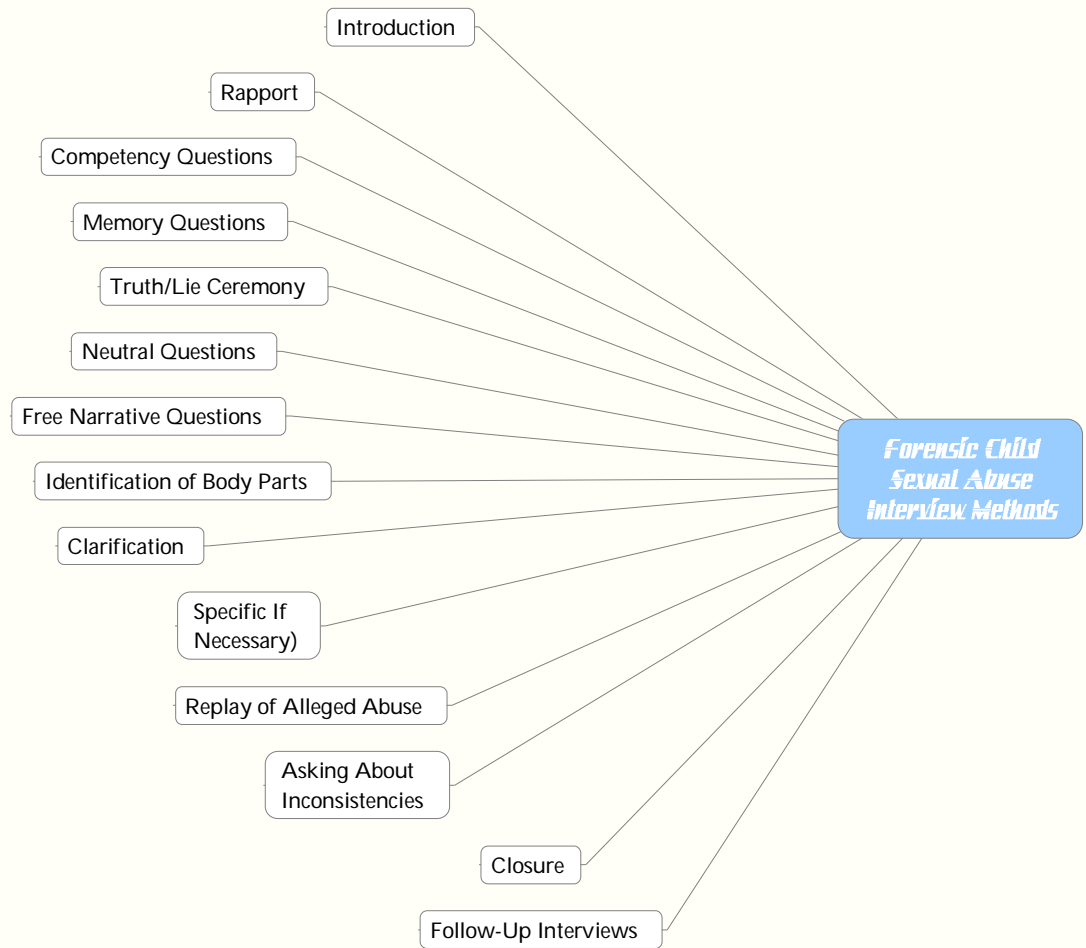 Introduction
Rapport
Competency Questions
Memory Questions
Truth/Lie Ceremony
Neutral Questions
Free Narrative Questions
Forensic Child
Sexual Abuse
Interview Methods
Identification of Body Parts
Clarification
Specific If
Necessary)
Replay of Alleged Abuse
Asking About
Inconsistencies
Closure
Follow-Up Interviews